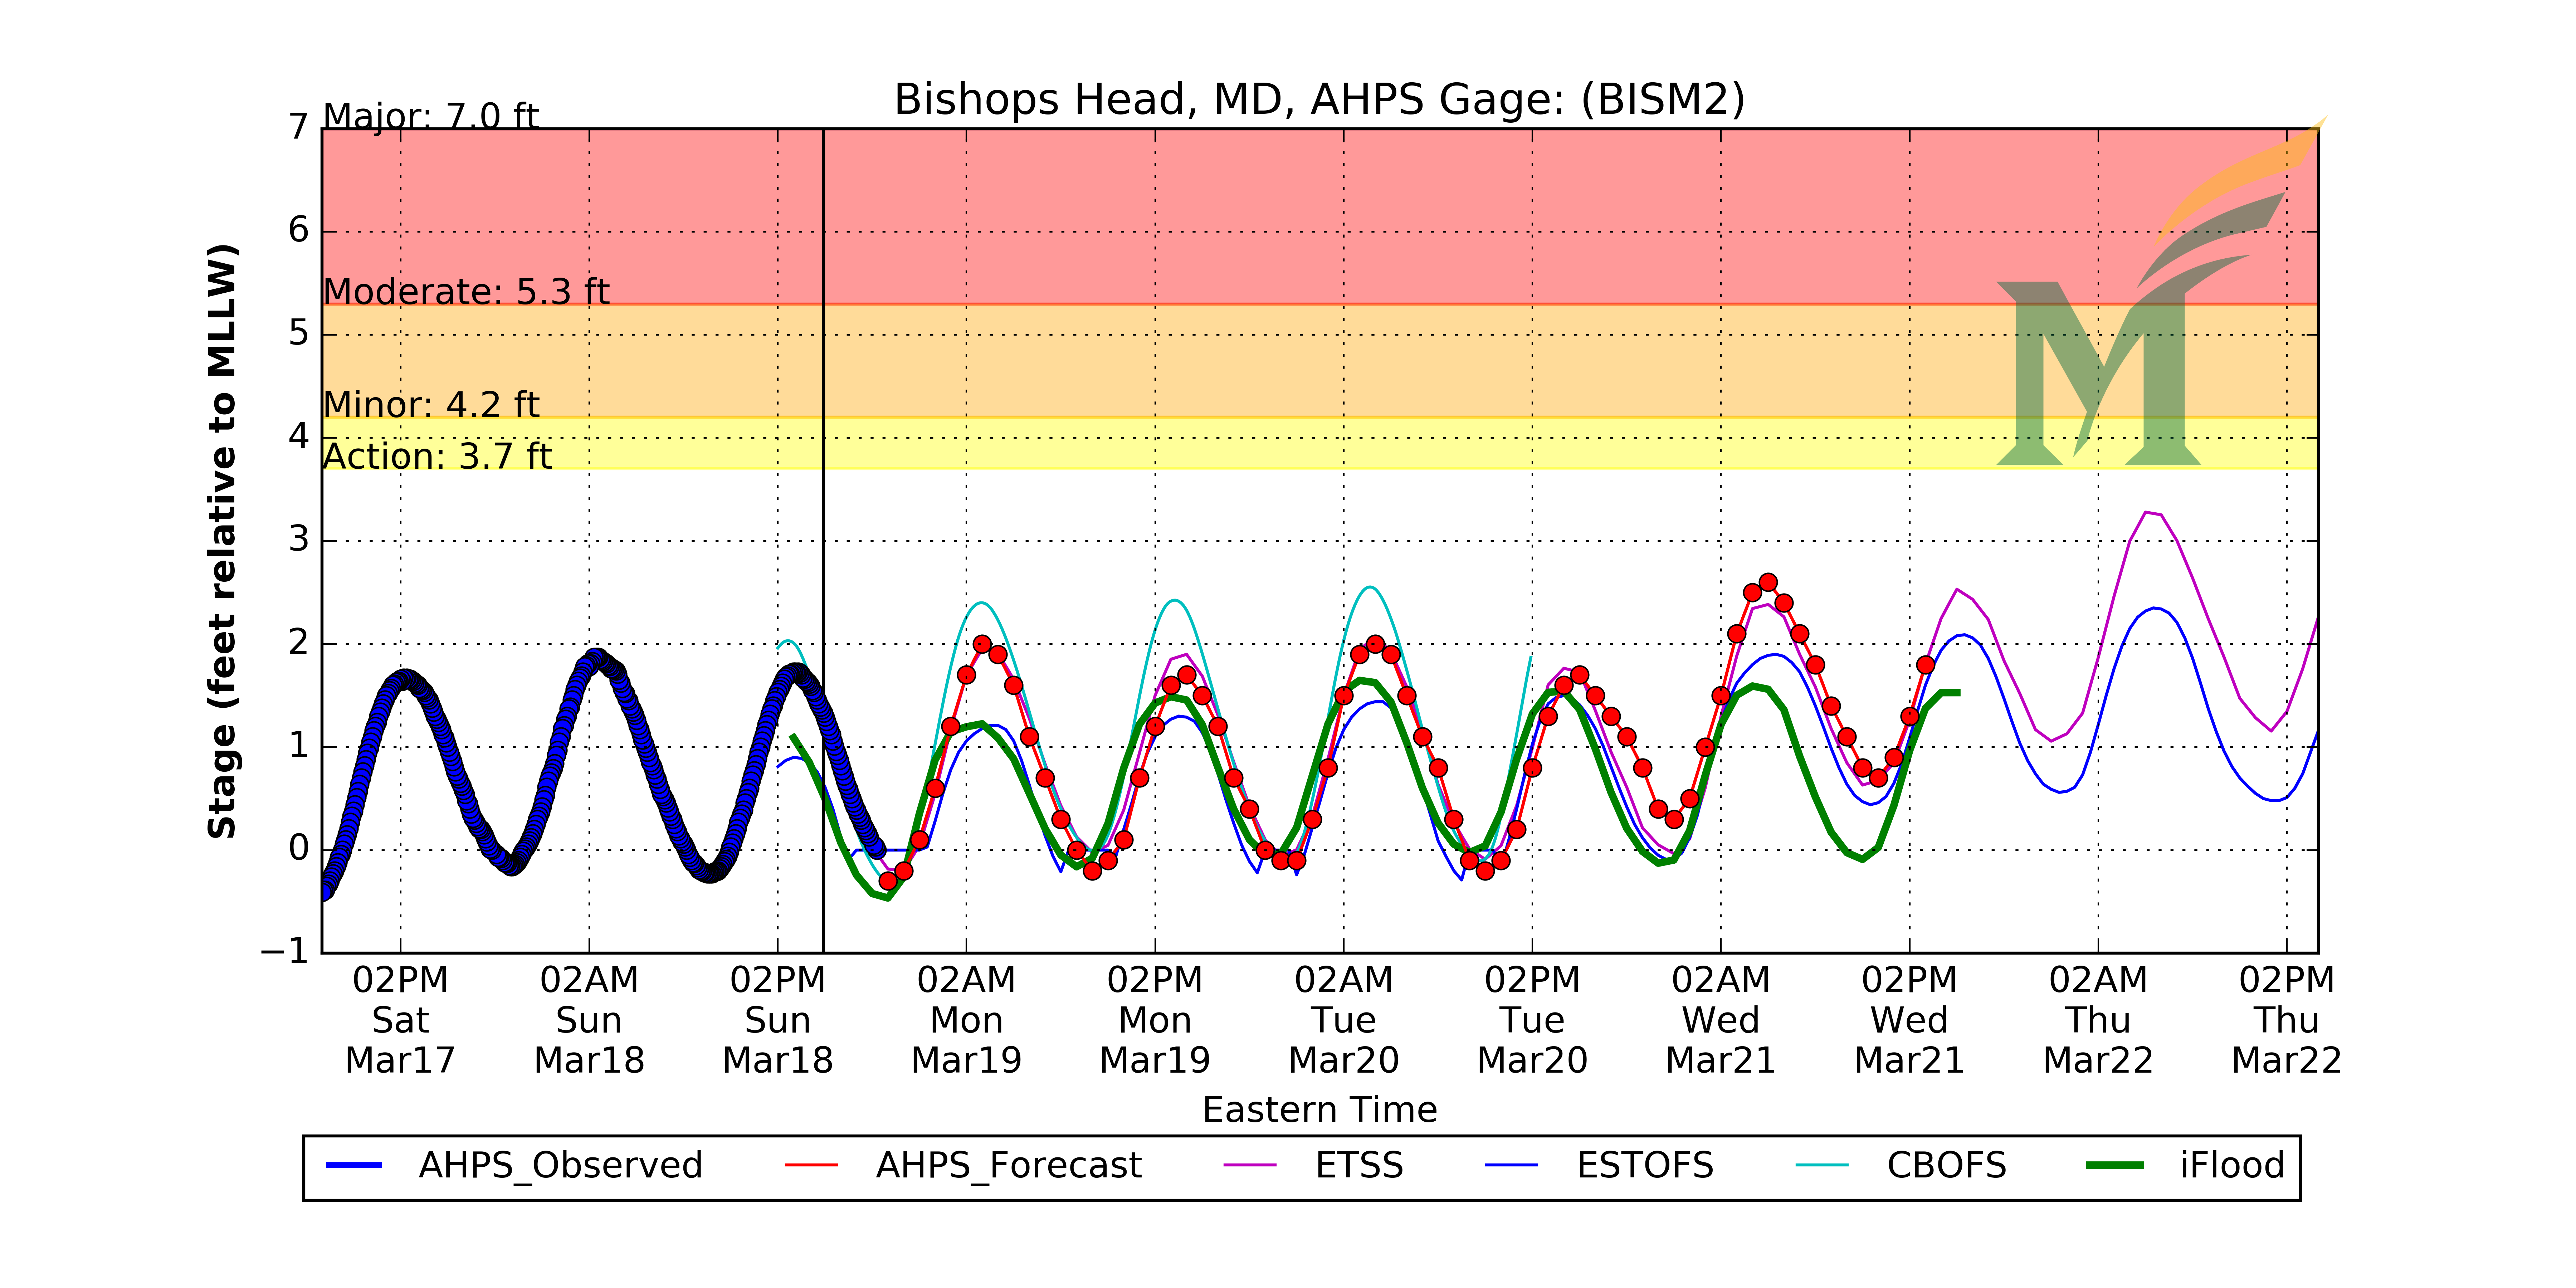 Bishops Head, MD, AHPS Gage: (BISM2)
Major: 7.0 ft
Moderate: 5.3 ft
Minor: 4.2 ft
Action: 3.7 ft
Stage (feet relative to MLLW)
7
6
5
4
3
2
1
0
−1
02PM Sat Mar17
02AM Sun Mar18
02PM Sun Mar18
02AM Mon Mar19
02PM Mon Mar19
02AM Tue Mar20
02PM Tue Mar20
02AM Wed Mar21
02PM Wed Mar21
02AM Thu Mar22
02PM Thu Mar22
Eastern Time
AHPS_Observed AHPS_Forecast ETSS ESTOFS CBOFS iFlood